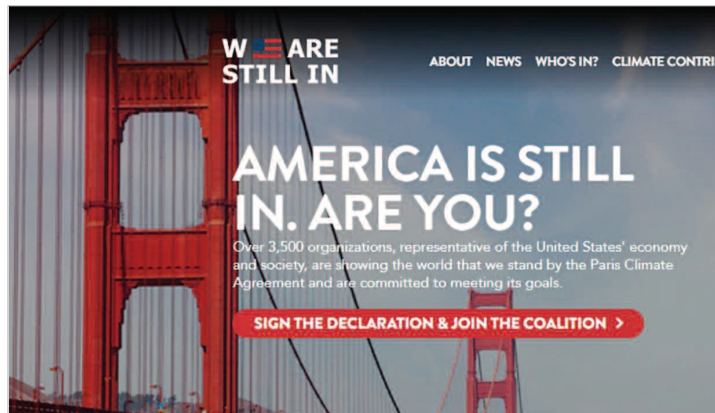 W ARE
STILL IN
ABOUT NEWS WHO'S IN? CLIMATE CONTRI
AMERICA IS STILL
IN. ARE YOU?
Over 3,500 organizations, representative of the United States' economy
and society, are showing the world that we stand by the Paris Climate
Agreement and are committed to meeting its goals.
SIGN THE DECLARATION & JOIN THE COALITION >